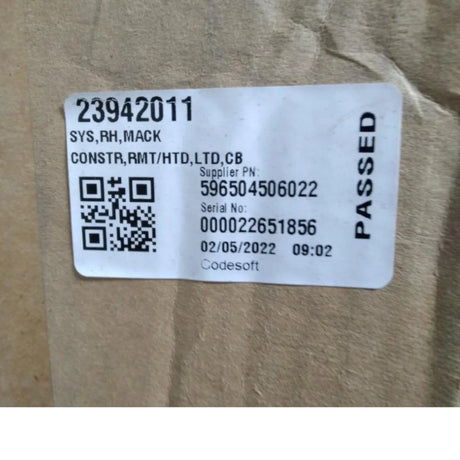 23942011
SYS,RH,MACK
CONSTR,RMT/HTD,LTD,CB
Supplier PN:
596504506022
Serial No:
000022651856
02/05/2022 09:02
Codesoft
PASSED